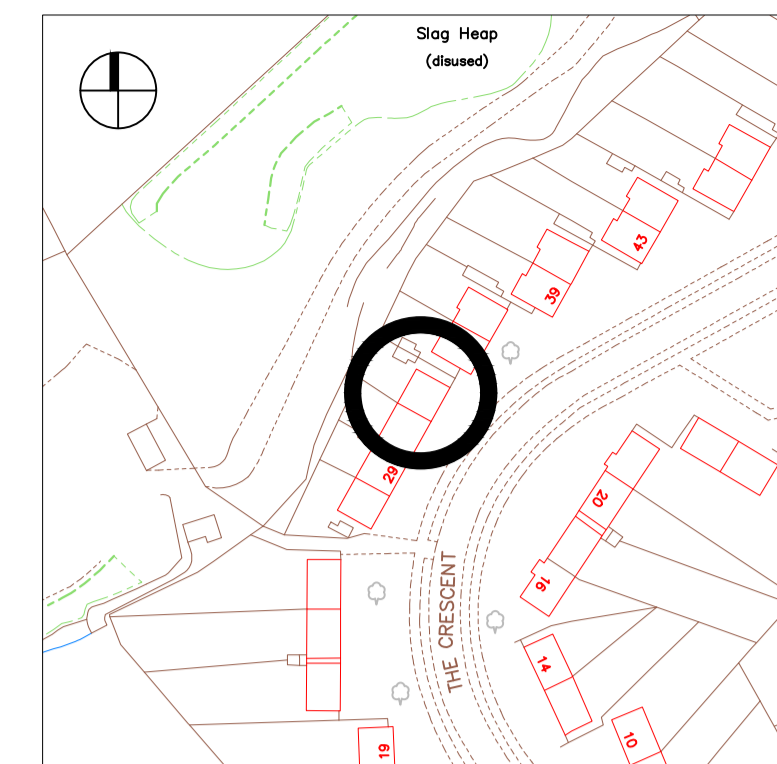 Slag Heap
(disused)
43
39
29
20
16
THE CRESCENT
14
10
19